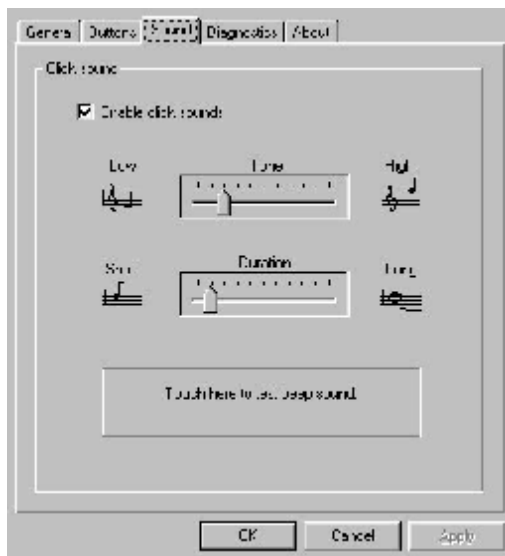 General Buttons Sound Diagnostics About
Click sound
Enable click sounds
Low Tone High
Short Duration Long
Touch here to test beep sound.
OK Cancel Apply